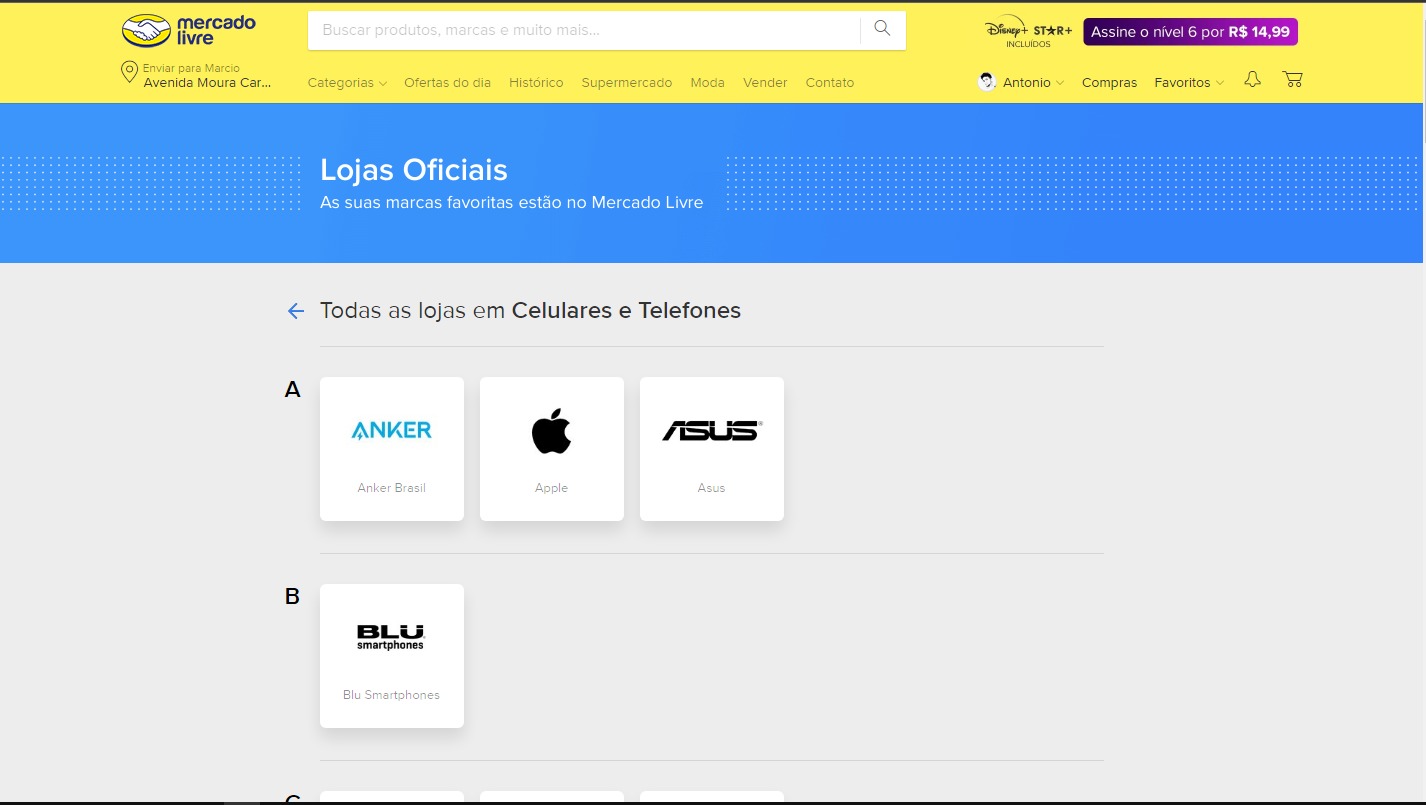 mercado
livre
Buscar produtos, marcas e muito mais...
Disney+ STAR+
INCLUÍDOS
Assine o nível 6 por R$ 14,99
Enviar para Marcio
Avenida Moura Car...
Categorias Ofertas do dia Histórico Supermercado Moda Vender Contato
Antonio Compras Favoritos
Lojas Oficiais
As suas marcas favoritas estão no Mercado Livre
Todas as lojas em Celulares e Telefones
A
ANKER ASUS
Anker Brasil Apple Asus
B
BLU
smartphones
Blu Smartphones